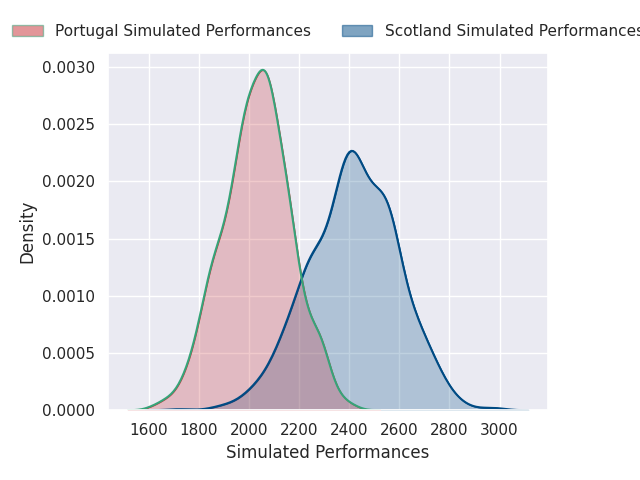 Portugal Simulated Performances Scotland Simulated Performances
0.0030
0.0025
0.0020
0.0015
0.0010
0.0005
0.0000
Density
1600 1800 2000 2200 2400 2600 2800 3000
Simulated Performances